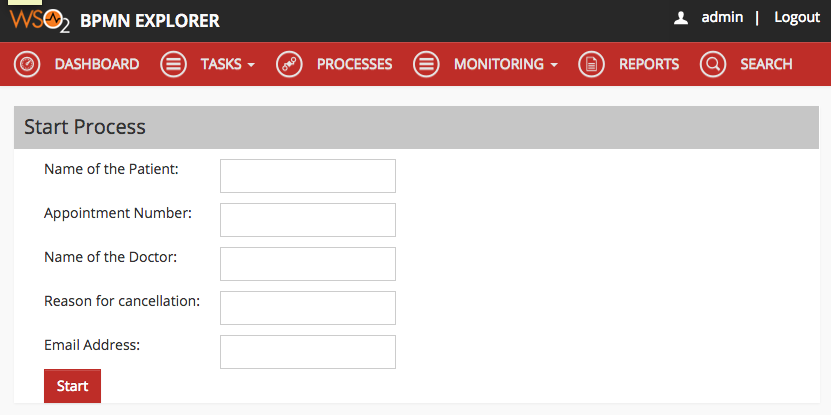 WSO2 BPMN EXPLORER admin | Logout
DASHBOARD TASKS PROCESSES MONITORING REPORTS SEARCH
Start Process
Name of the Patient:
Appointment Number:
Name of the Doctor:
Reason for cancellation:
Email Address:
Start